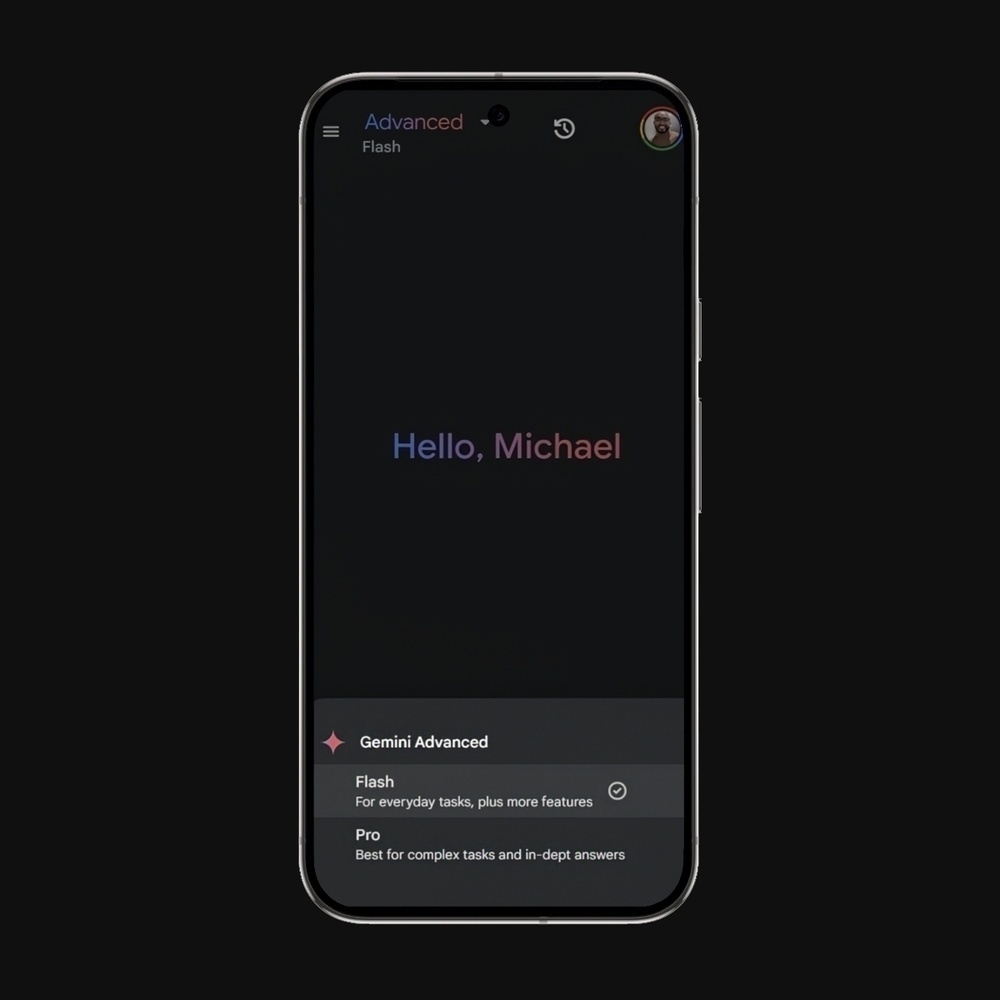 Advanced
Flash
Hello, Michael
Gemini Advanced
Flash
For everyday tasks, plus more features
Pro
Best for complex tasks and in-dept answers